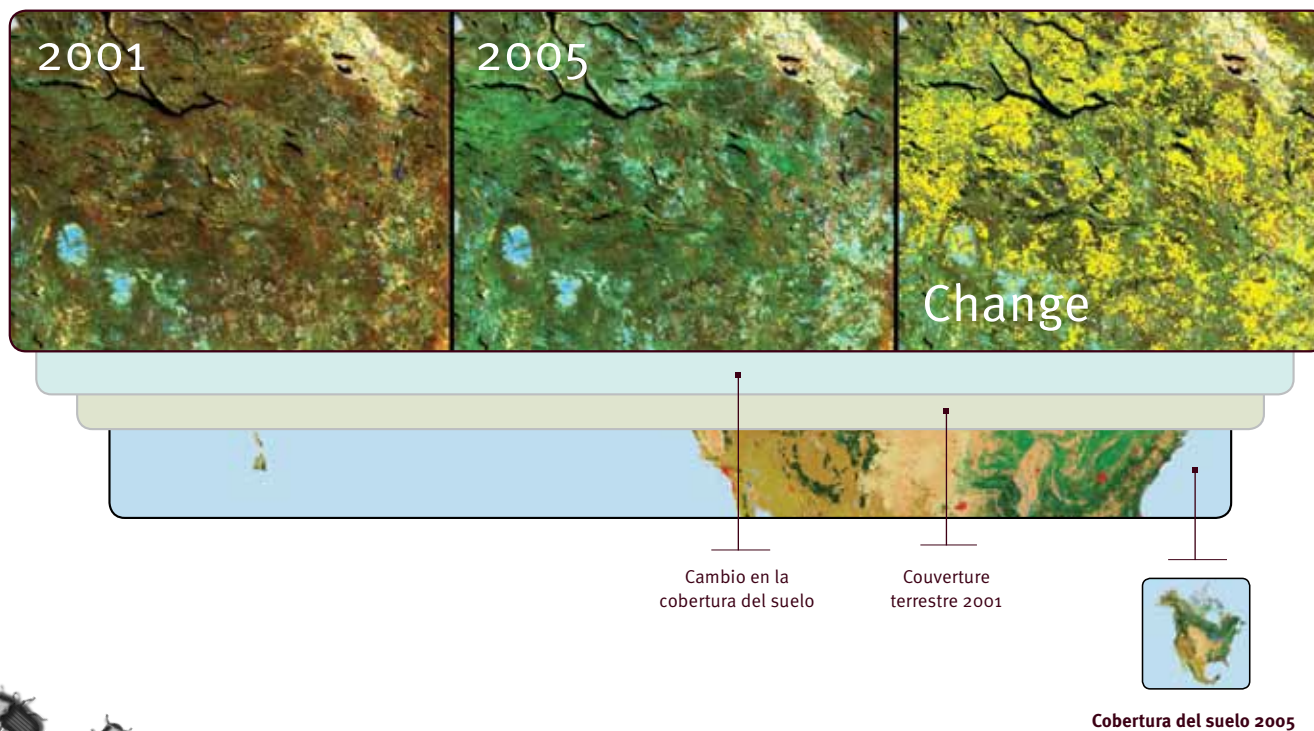 2001
2005
Change
Cambio en la
cobertura del suelo
Couverture
terrestre 2001
Cobertura del suelo 2005